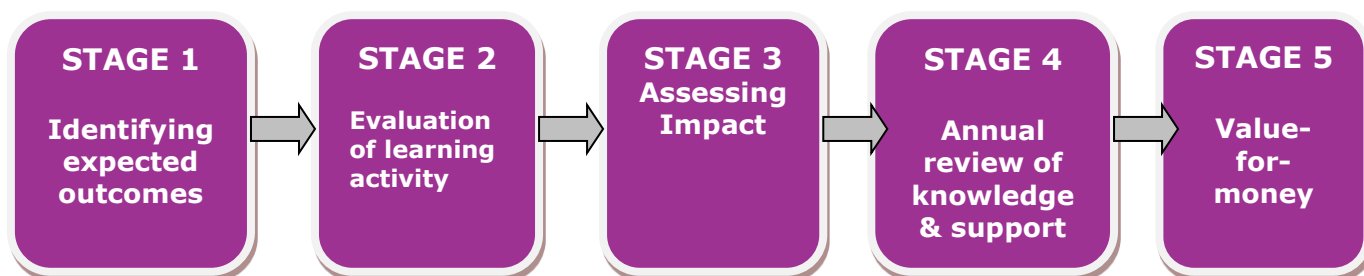 STAGE 1
Identifying
expected
outcomes
STAGE 2
Evaluation
of learning
activity
STAGE 3
Assessing
Impact
STAGE 4
Annual
review of
knowledge
& support
STAGE 5
Value-
for-
money